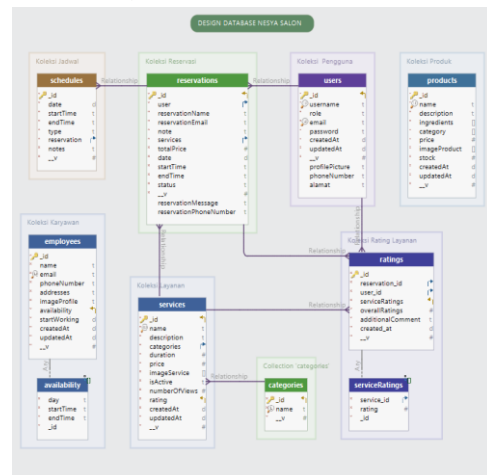 DESIGN DATABASE NESYA SALON
Koleksi Jadwal
schedules
_id
date d
startTime t
endTime t
type t
reservation
notes t
__v #
Relationship
Koleksi Reservasi
reservations
_id
user
reservationName t
reservationEmail t
note t
services
totalPrice #
date d
startTime t
endTime t
status t
__v #
reservationMessage t
reservationPhoneNumber t
Relationship
Koleksi Pengguna
users
_id
username t
role t
email t
password t
createdAt d
updatedAt d
__v #
profilePicture t
phoneNumber t
alamat t
Koleksi Produk
products
_id
name t
description t
ingredients []
category []
price #
imageProduct []
stock #
createdAt d
updatedAt d
__v #
Relationship
Relationship
Koleksi Karyawan
employees
_id
name t
email t
phoneNumber t
addresses t
imageProfile t
availability
startWorking d
createdAt d
updatedAt d
__v #
Any
availability
day t
startTime t
endTime t
_id
Koleksi Layanan
services
_id
name t
description t
categories
duration #
price #
imageService []
isActive t
numberOfViews #
rating
createdAt d
updatedAt d
__v #
Relationship
Relationship
Relationship
Collection 'categories'
categories
_id
name t
__v #
Koleksi Rating Layanan
ratings
_id
reservation_id
user_id
serviceRatings
overallRatings #
additionalComment t
created_at d
__v #
Any
serviceRatings
service_id
rating #
_id